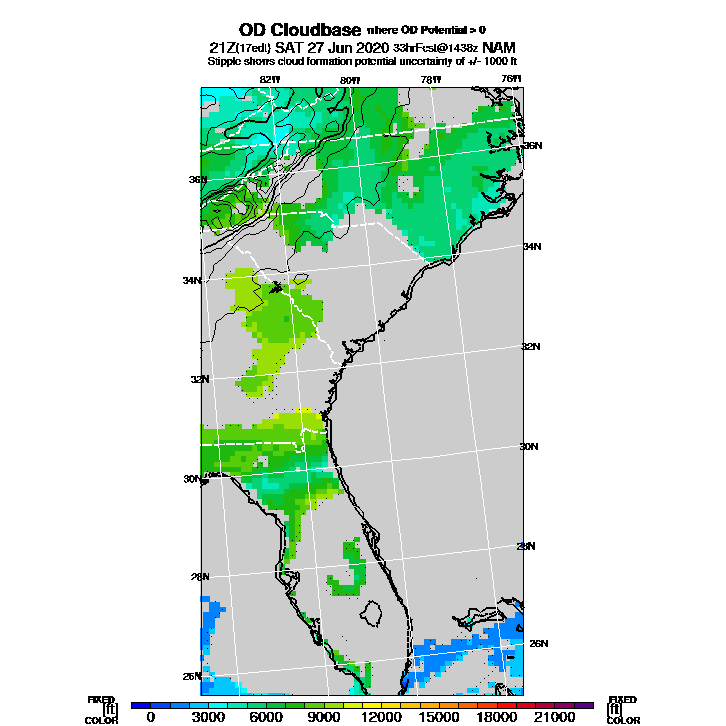 OD Cloudbase where OD Potential > 0
21Z(17edt) SAT 27 Jun 2020 33hrFcst@1438z NAM
Stipple shows cloud formation potential uncertainty of +/- 1000 ft
82W 80W 78W 76W
36N
36N
34N
34N
32N
32N
30N
30N
28N
28N
26N
26N
FIXED FIXED
[ft] 0 3000 6000 9000 12000 15000 18000 21000 [ft]
COLOR COLOR